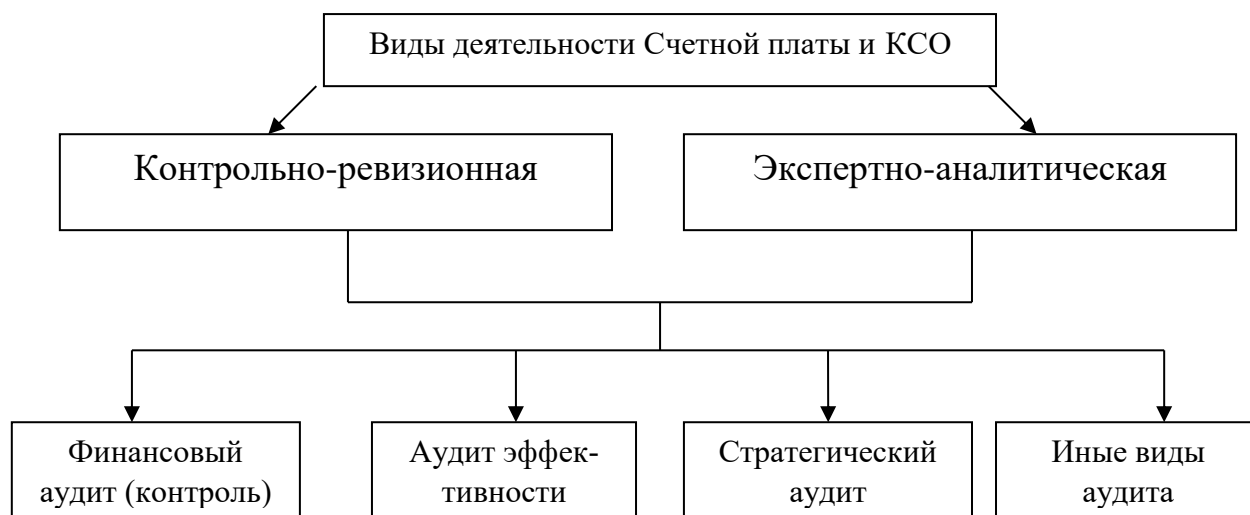 Виды деятельности Счетной платы и КСО
Контрольно-ревизионная
Экспертно-аналитическая
Финансовый
аудит (контроль)
Аудит эффек-
тивности
Стратегический
аудит
Иные виды
аудита